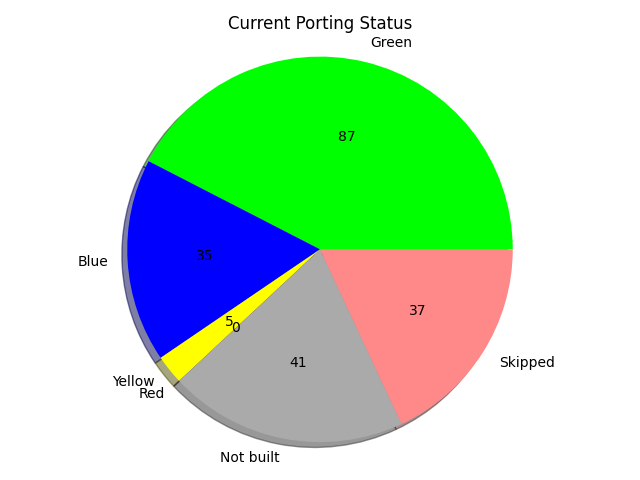 Current Porting Status
Green
87
Blue
35
Yellow
5
Red
0
Not built
41
Skipped
37